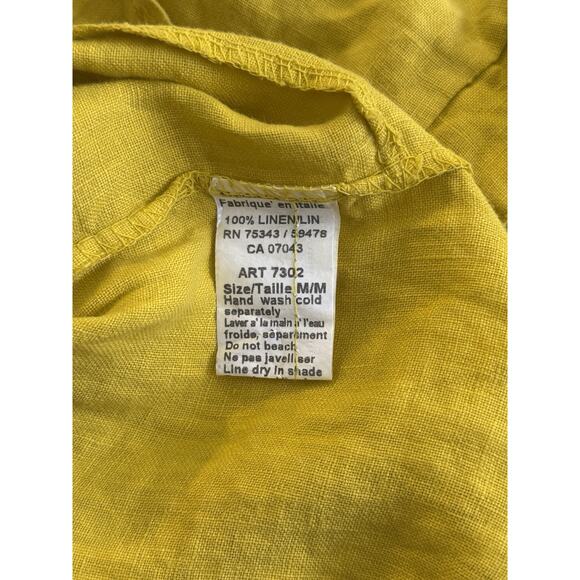 Fabrique' en Italie
100% LINEN/LIN
RN 75343 / 59478
CA 07043
ART 7302
Size/Taille M/M
Hand wash cold
separately
Laver a' la main a' l'eau
froide, sèparèment
Do not beach
Ne pas javelliser
Line dry in shade